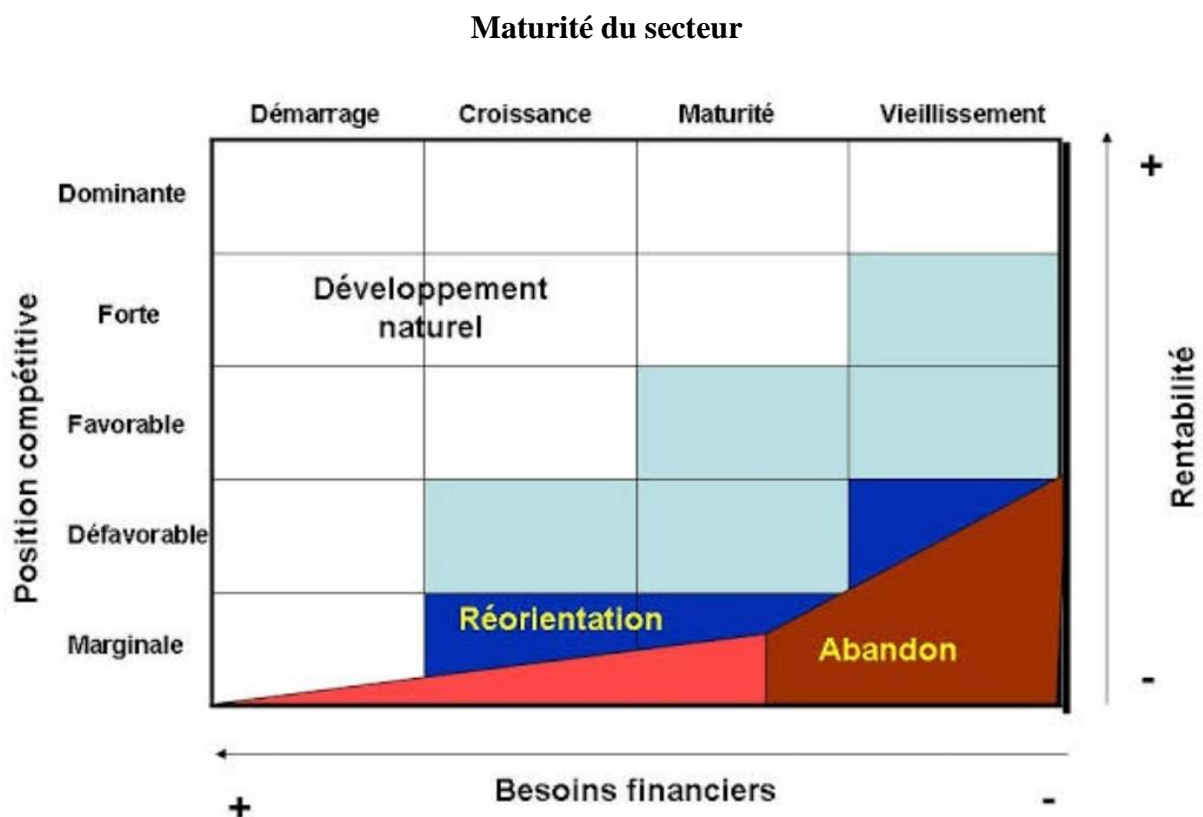 Maturité du secteur
Démarrage Croissance Maturité Vieillissement
Dominante
+
Développement
naturel
Forte
Favorable
Défavorable
Réorientation
Marginale
Abandon
-
Position compétitive
Rentabilité
Besoins financiers
+ -